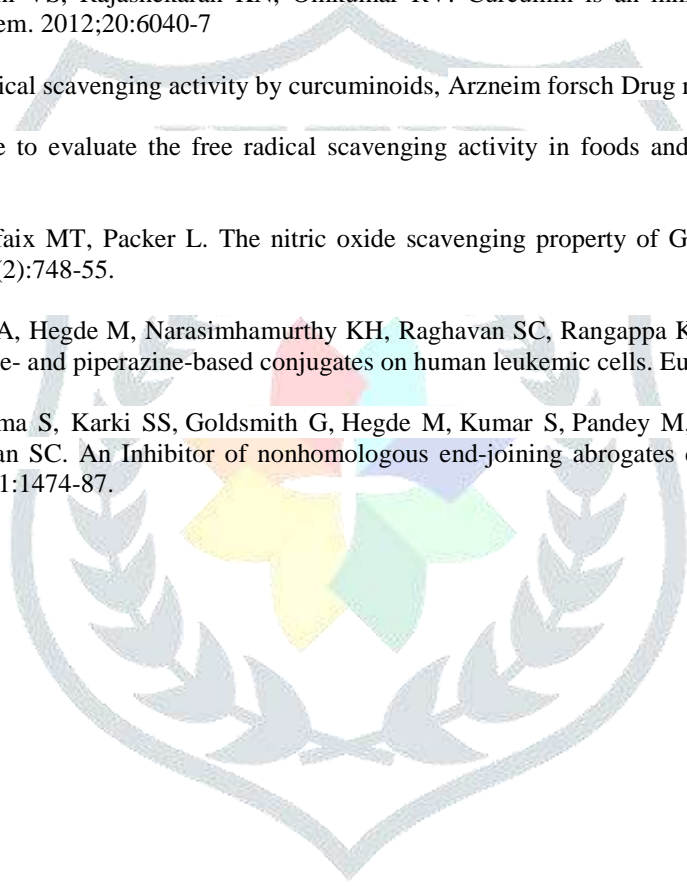 VS, Rajashekaran KN, Omkumar RV. Curcumin is an
em. 2012;20:6040-7
ical scavenging activity by curcuminoids, Arzneim forsch Drug
e to evaluate the free radical scavenging activity in foods and
faix MT, Packer L. The nitric oxide scavenging property of G
(2):748-55.
A, Hegde M, Narasimhamurthy KH, Raghavan SC, Rangappa K
e- and piperazine-based conjugates on human leukemic cells. Eu
ma S, Karki SS, Goldsmith G, Hegde M, Kumar S, Pandey M,
an SC. An Inhibitor of nonhomologous end-joining abrogates
1:1474-87.